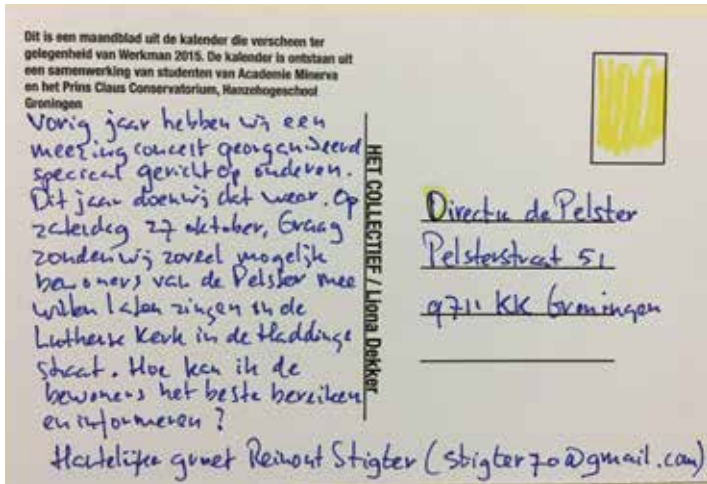 Dit is een maandblad uit de kalender die verscheen ter
gelegenheid van Werkman 2015. De kalender is ontstaan uit
een samenwerking van studenten van Academie Minerva
en het Prins Claus Conservatorium, Hanzehogeschool
Groningen
Vorig jaar hebben wij een
meezing concert georganiseerd
speciaal gericht op ouderen.
Dit jaar doen wij dat weer. Op
zaterdag 27 oktober, Graag
zouden wij zoveel mogelijk
bewoners van de Pelster mee
willen laten zingen in de
Lutherse Kerk in de Haddinge
straat. Hoe kan ik de
bewoners het beste bereiken
en informeren?
Hartelijke groet Reinout Stigter (stigter70@gmail.com)
HET COLLECTIEF / Liona Dekker
Directie de Pelster
Pelsterstraat 51
9711 KK Groningen